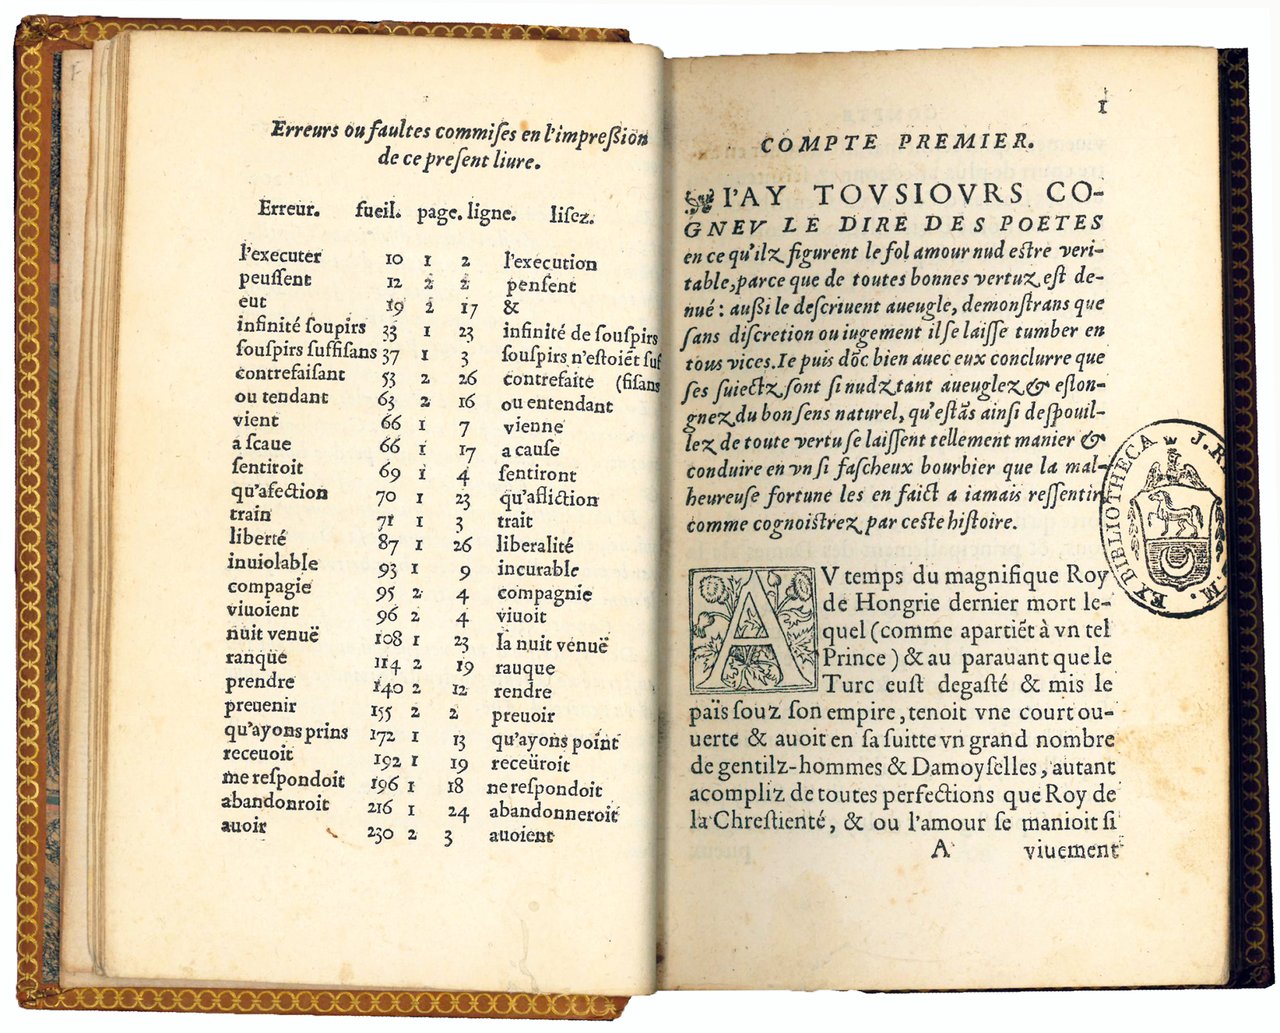 Erreurs ou faultes commiſes en l'impreſsion
de ce preſent liure.
Erreur. fueil. page. ligne. liſez.
l'executer 10 1 2 l'execution
peuſſent 12 2 2 penſent
eut 19 2 17 &
infinité ſoupirs 33 1 23 infinité de ſouſpirs
ſouſpirs ſuffiſans 37 1 3 ſouſpirs n'eſtoiẽt ſuf
contrefaiſant 53 2 26 contrefaite (fiſans
ou tendant 63 2 16 ou entendant
vient 66 1 7 vienne
a ſcaue 66 1 17 a cauſe
ſentiroit 69 1 4 ſentiront
qu'afection 70 1 23 qu'afliction
train 71 1 3 trait
liberté 87 1 26 liberalité
inuiolable 93 1 9 incurable
compagie 95 2 4 compagnie
viuoient 96 2 4 viuoit
nuit venuë 108 1 23 la nuit venuë
ranque 114 2 19 rauque
prendre 140 2 12 rendre
preuenir 155 2 2 preuoir
qu'ayons prins 172 1 13 qu'ayons point
receuoit 192 1 19 receüroit
me reſpondoit 196 1 18 ne reſpondoit
abandonroit 216 1 24 abandonneroit
auoir 230 2 3 auoient
1
COMPTE PREMIER.
I'AY TOVSIOVRS CO-
GNEV LE DIRE DES POETES
en ce qu'ilz figurent le fol amour nud eſtre veri-
table, parce que de toutes bonnes vertuz eſt de-
nué : auſsi le deſcriuent aueugle, demonſtrans que
ſans diſcretion ou iugement il ſe laiſſe tumber en
tous vices. Ie puis dõc bien auec eux conclurre que
ſes ſuiectz ſont ſi nudz tant aueuglez & eſlon-
gnez du bon ſens naturel, qu'eſtãs ainſi deſpouil-
lez de toute vertu ſe laiſſent tellement manier &
conduire en vn ſi faſcheux bourbier que la mal-
heureuſe fortune les en faict a iamais reſſentir
comme cognoiſtrez par ceſte hiſtoire.
AV temps du magnifique Roy
de Hongrie dernier mort le-
quel (comme apartiẽt à vn tel
Prince ) & au parauant que le
Turc euſt degaſté & mis le
païs ſouz ſon empire, tenoit vne court ou-
uerte & auoit en ſa ſuitte vn grand nombre
de gentilz-hommes & Damoyſelles, autant
acompliz de toutes perfections que Roy de
la Chreſtienté, & ou l'amour ſe manioit ſi
A viuement
EX BIBLIOTHECA J.R